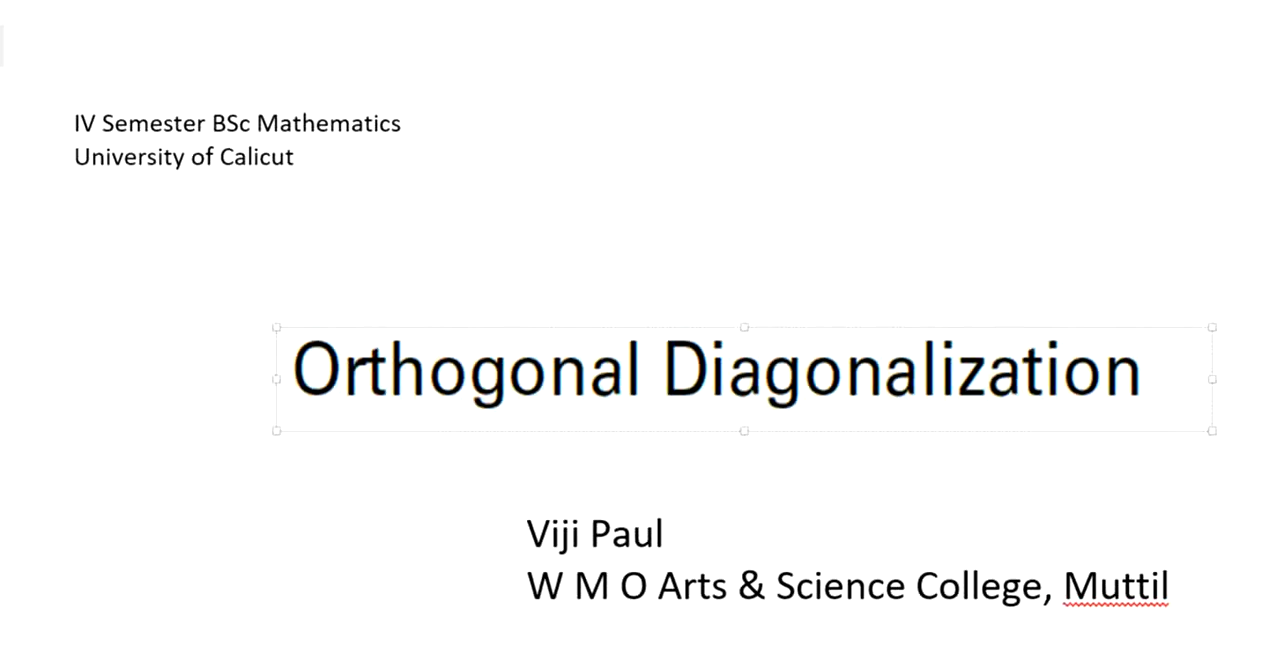 IV Semester BSc Mathematics
University of Calicut
Orthogonal Diagonalization
Viji Paul
W M O Arts & Science College, Muttil